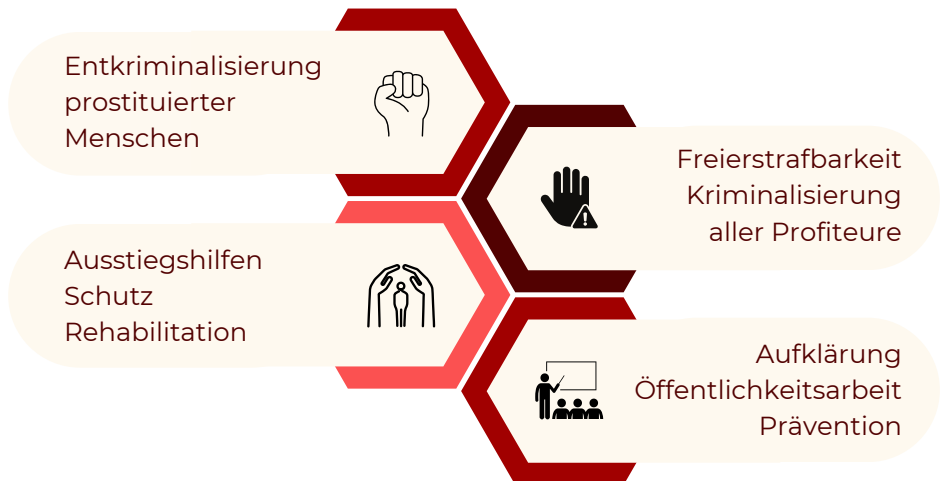 Entkriminalisierung
prostituierter
Menschen
Freierstrafbarkeit
Kriminalisierung
aller Profiteure
Ausstiegshilfen
Schutz
Rehabilitation
Aufklärung
Öffentlichkeitsarbeit
Prävention